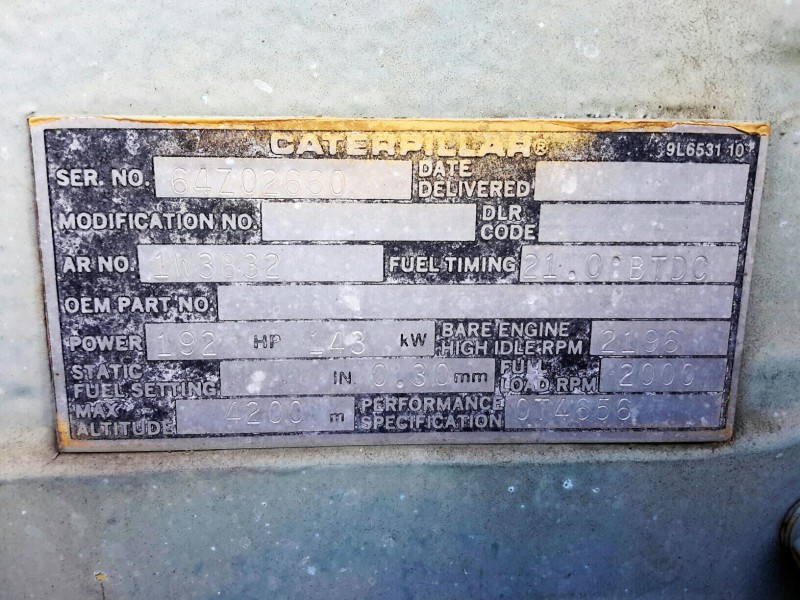 CATERPILLAR® 9L6531 10
SER. NO. 64Z02630 DATE DELIVERED
MODIFICATION NO. DLR CODE
AR NO. 1W3832 FUEL TIMING 21.0°BTDC
OEM PART NO.
POWER 192 HP 143 kW BARE ENGINE HIGH IDLE RPM 2196
STATIC FUEL SETTING IN 0.30 mm FULL LOAD RPM 2000
MAX ALTITUDE 4200 m PERFORMANCE SPECIFICATION 0T4656